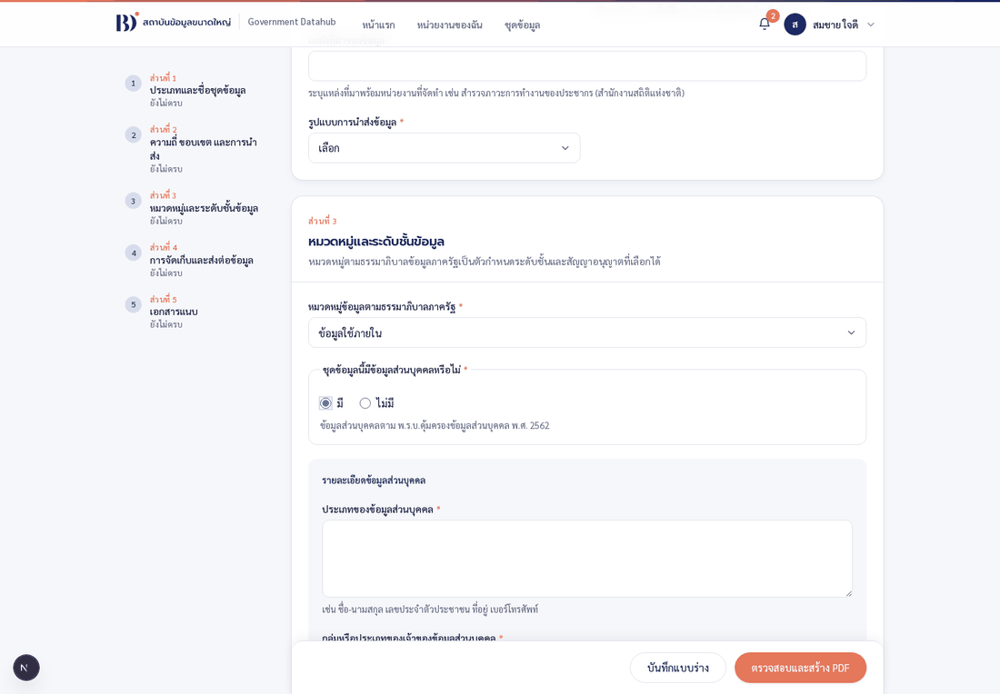 สถาบันข้อมูลขนาดใหญ่
Government Datahub
หน้าแรก
หน่วยงานของฉัน
ชุดข้อมูล
2
ส
สมชาย ใจดี
1
ส่วนที่ 1
ประเภทและชื่อชุดข้อมูล
ยังไม่ครบ
2
ส่วนที่ 2
ความถี่ ขอบเขต และการนำ
ส่ง
ยังไม่ครบ
3
ส่วนที่ 3
หมวดหมู่และระดับชั้นข้อมูล
ยังไม่ครบ
4
ส่วนที่ 4
การจัดเก็บและส่งต่อข้อมูล
ยังไม่ครบ
5
ส่วนที่ 5
เอกสารแนบ
ยังไม่ครบ
ระบุแหล่งที่มาพร้อมหน่วยงานที่จัดทำ เช่น สำรวจภาวะการทำงานของประชากร (สำนักงานสถิติแห่งชาติ)
รูปแบบการนำส่งข้อมูล *
เลือก
ส่วนที่ 3
หมวดหมู่และระดับชั้นข้อมูล
หมวดหมู่ตามธรรมาภิบาลข้อมูลภาครัฐเป็นตัวกำหนดระดับชั้นและสัญญาอนุญาตที่เลือกได้
หมวดหมู่ข้อมูลตามธรรมาภิบาลภาครัฐ *
ข้อมูลใช้ภายใน
ชุดข้อมูลนี้มีข้อมูลส่วนบุคคลหรือไม่ *
มี
ไม่มี
ข้อมูลส่วนบุคคลตาม พ.ร.บ.คุ้มครองข้อมูลส่วนบุคคล พ.ศ. 2562
รายละเอียดข้อมูลส่วนบุคคล
ประเภทของข้อมูลส่วนบุคคล *
เช่น ชื่อ-นามสกุล เลขประจำตัวประชาชน ที่อยู่ เบอร์โทรศัพท์
กลุ่มหรือประเภทของเจ้าของข้อมูลส่วนบุคคล *
บันทึกแบบร่าง
ตรวจสอบและสร้าง PDF
N